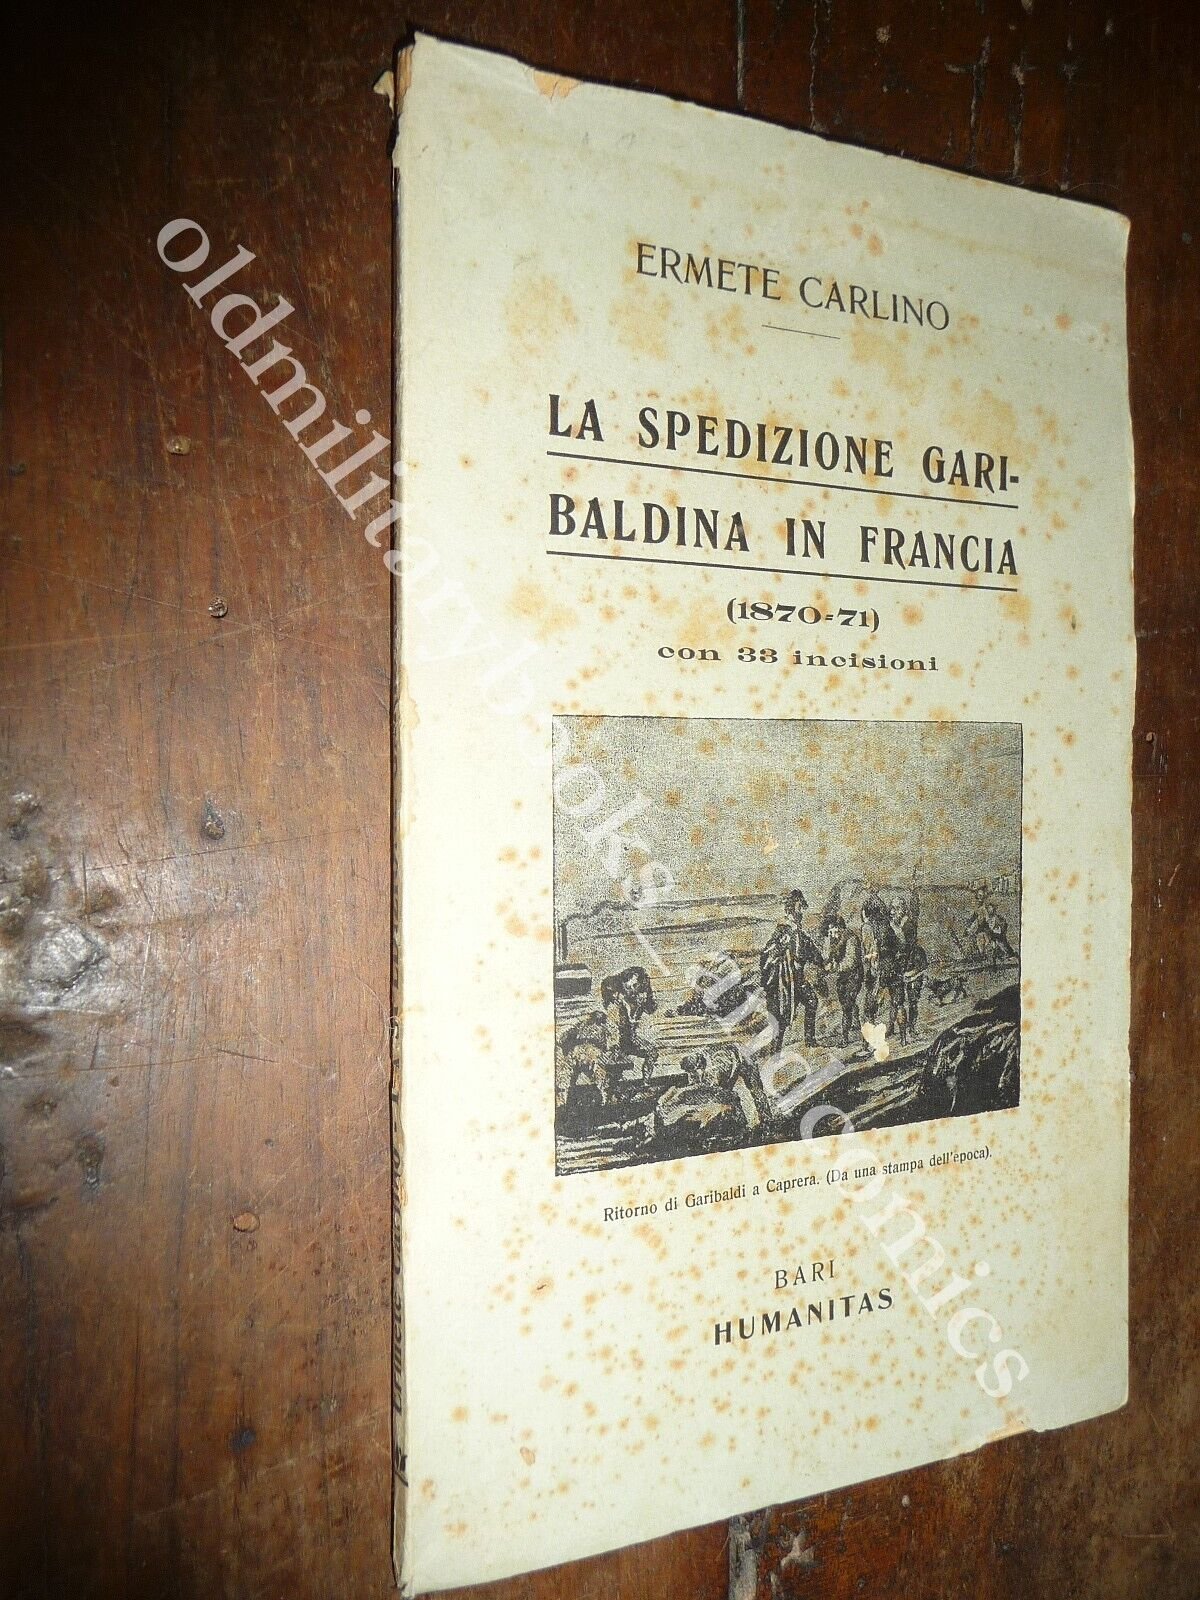 ERMETE CARLINO
LA SPEDIZIONE GARI-
BALDINA IN FRANCIA
(1870=71)
con 33 incisioni
Ritorno di Garibaldi a Caprera. (Da una stampa dell'epoca).
BARI
HUMANITAS
oldmilitarybooks_andcomics